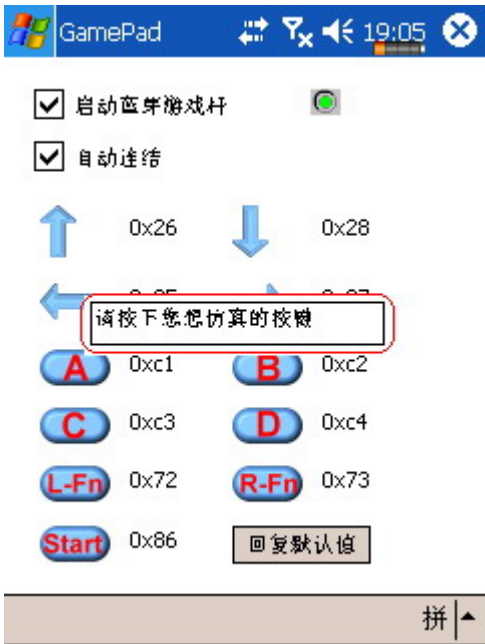 GamePad 19:05
启动蓝牙游戏杆
自动连结
0x26 0x28
请按下您想仿真的按键
A 0xc1 B 0xc2
C 0xc3 D 0xc4
L-Fn 0x72 R-Fn 0x73
Start 0x86 回复默认值
拼